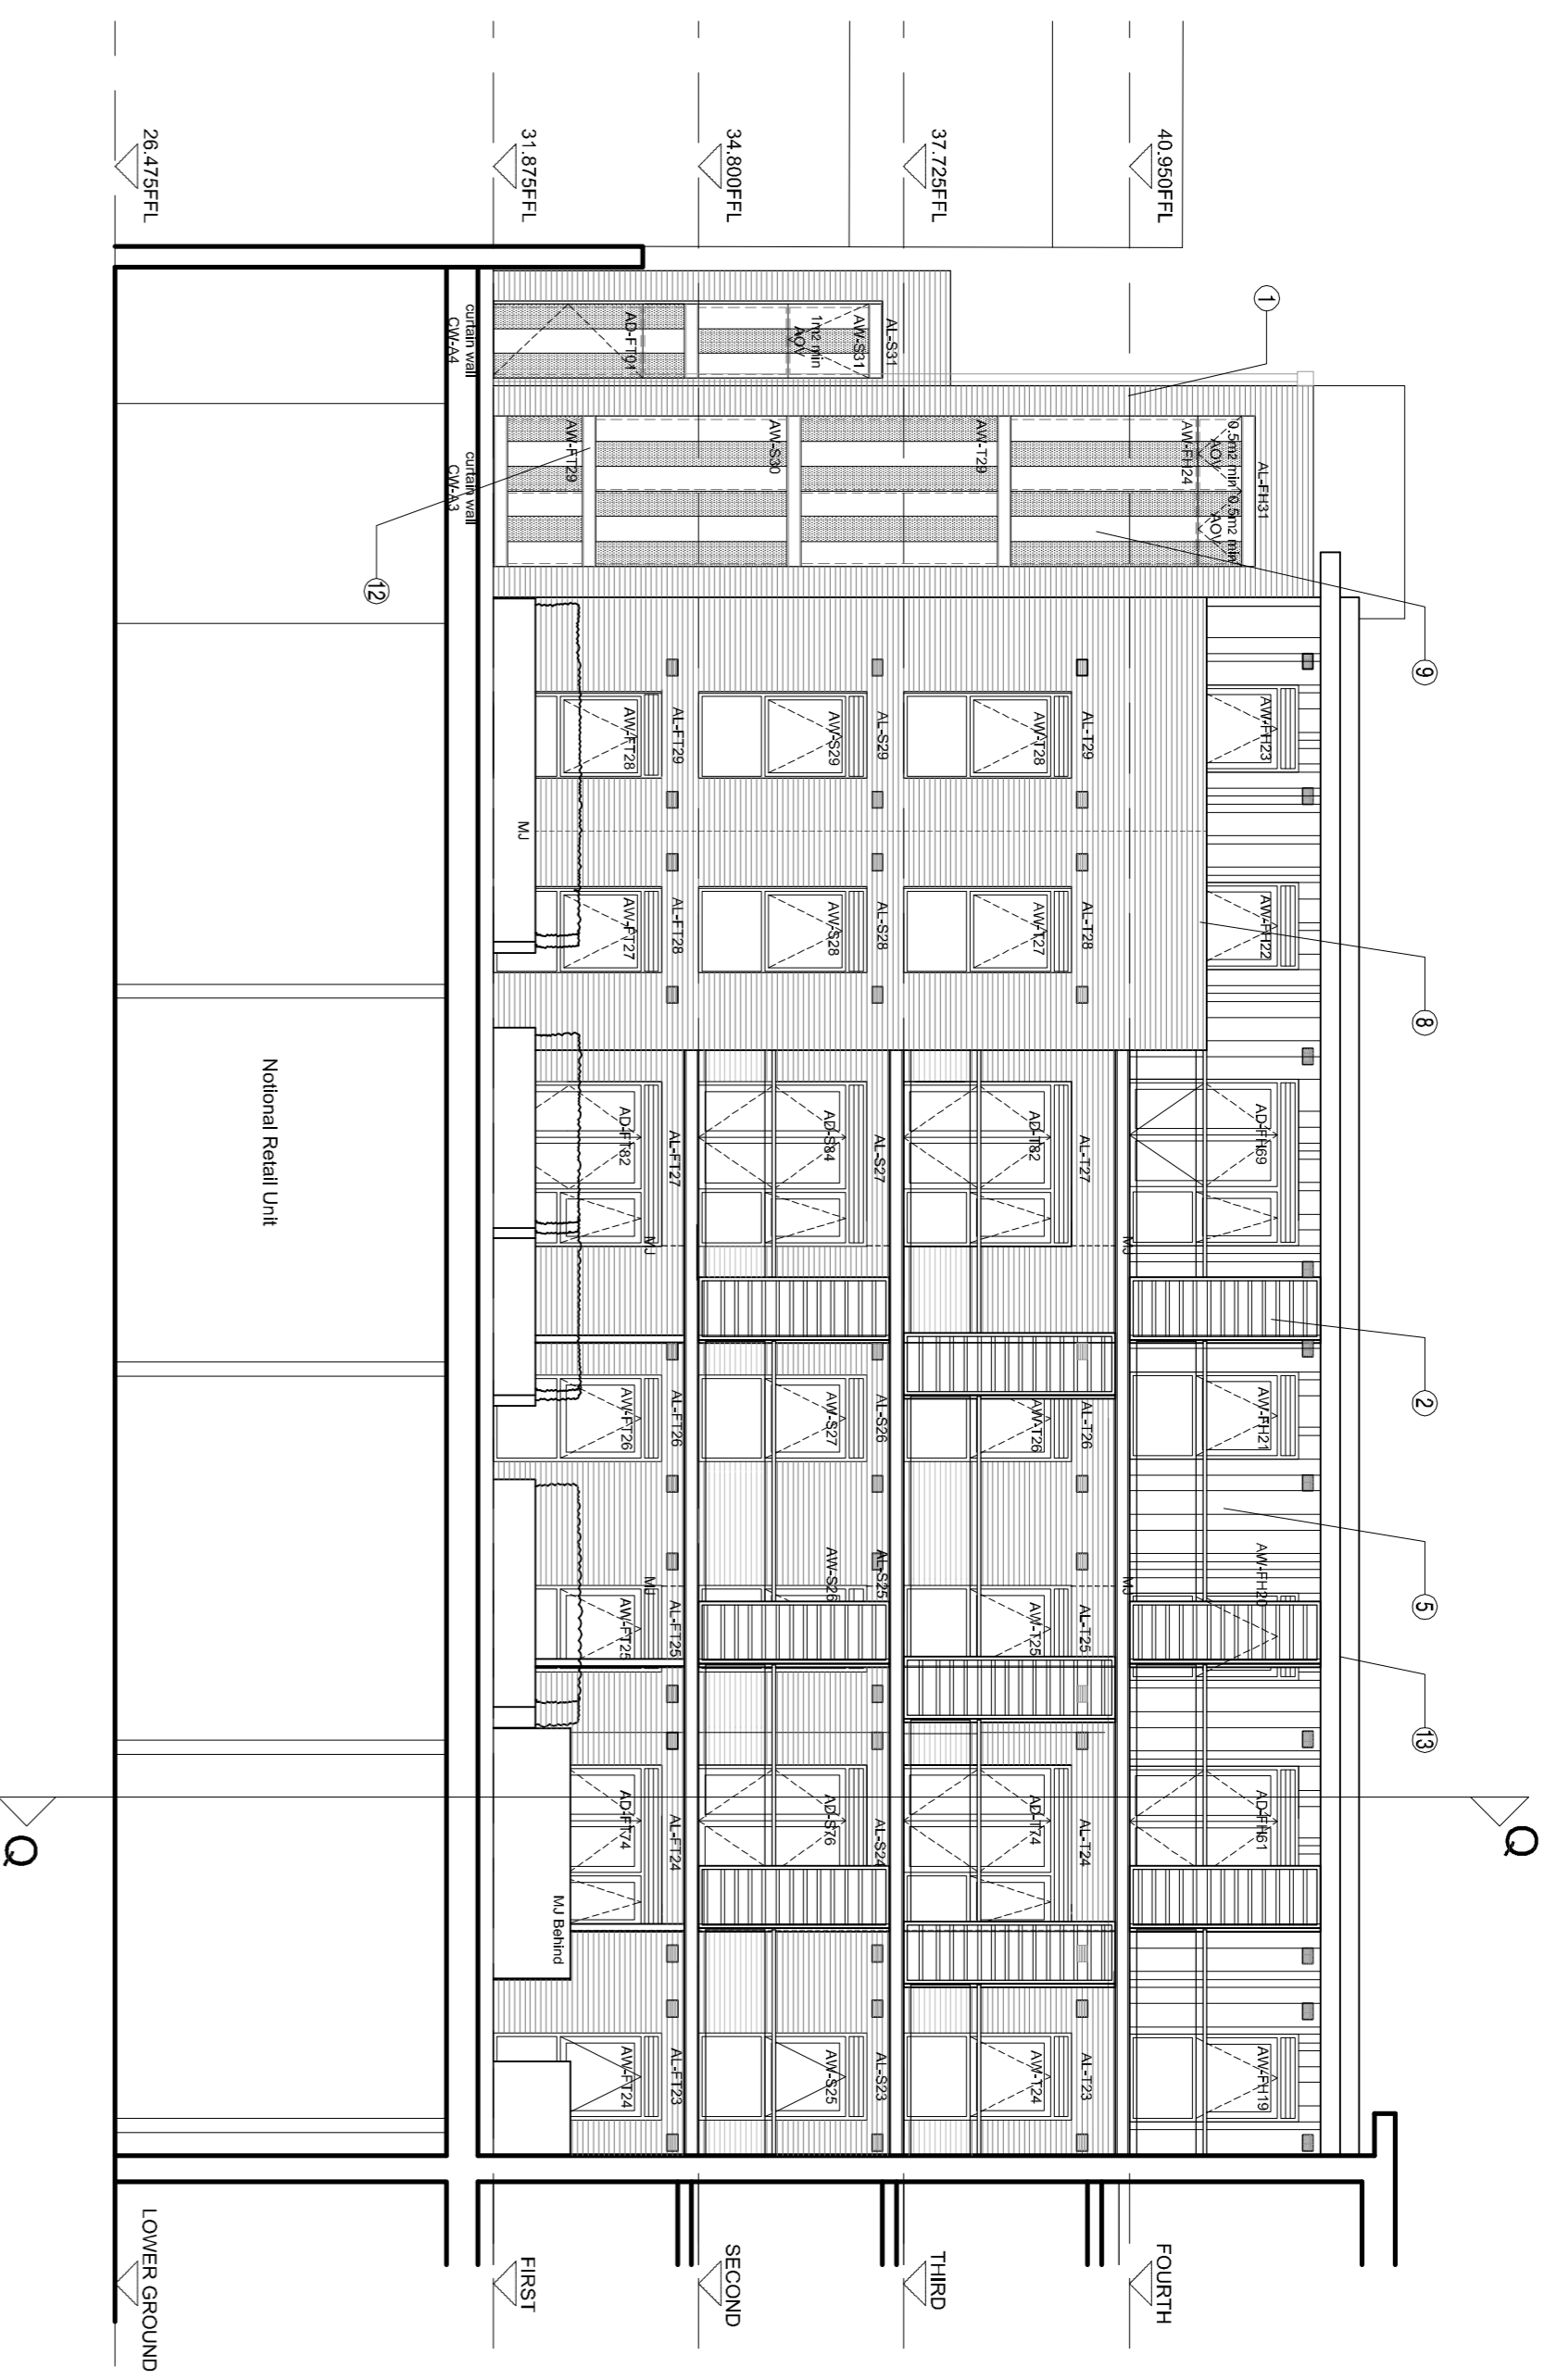 40.950FFL
37.725FFL
34.800FFL
31.875FFL
26.475FFL
1
9
8
2
5
13
12
Q
Q
AL-S31
AW-S31
1m2 min
AOV
AD-FT01
curtain wall
CW-A4
AL-FH31
0.5m2 min
AOV
0.5m2 min
AOV
AW-FH24
AW-T29
AW-S30
AW-FT29
curtain wall
CW-A3
AW-FH23
AW-FH22
AD-FH69
AW-FH21
AW-FH20
AD-FH61
AW-FH19
MJ
MJ
AL-T29
AL-T28
AL-T27
AL-T26
AL-T25
AL-T24
AL-T23
AW-T28
AW-T27
AD-T82
AW-T26
AW-T25
AD-T74
AW-T24
AL-S29
AL-S28
AL-S27
AL-S26
AL-S25
AL-S24
AL-S23
AW-S29
AW-S28
AD-S84
AW-S27
AW-S26
AD-S76
AW-S25
AL-FT29
AL-FT28
AL-FT27
AL-FT26
AL-FT25
AL-FT24
AL-FT23
MJ
MJ
AW-FT28
AW-FT27
AD-FT82
AW-FT26
AW-FT25
AD-FT74
AW-FT24
MJ
MJ Behind
Notional Retail Unit
FOURTH
THIRD
SECOND
FIRST
LOWER GROUND